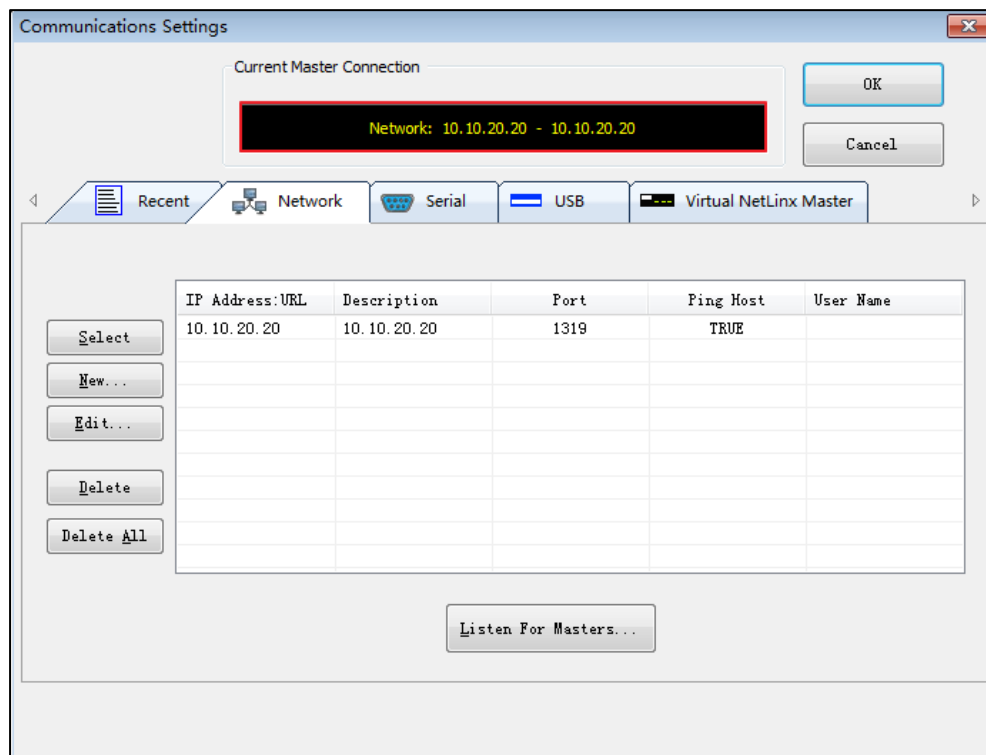 Communications Settings
Current Master Connection
Network: 10.10.20.20 - 10.10.20.20
OK
Cancel
Recent
Network
Serial
USB
Virtual NetLinx Master
IP Address:URL Description Port Ping Host User Name
10.10.20.20 10.10.20.20 1319 TRUE
Select
New...
Edit...
Delete
Delete All
Listen For Masters...